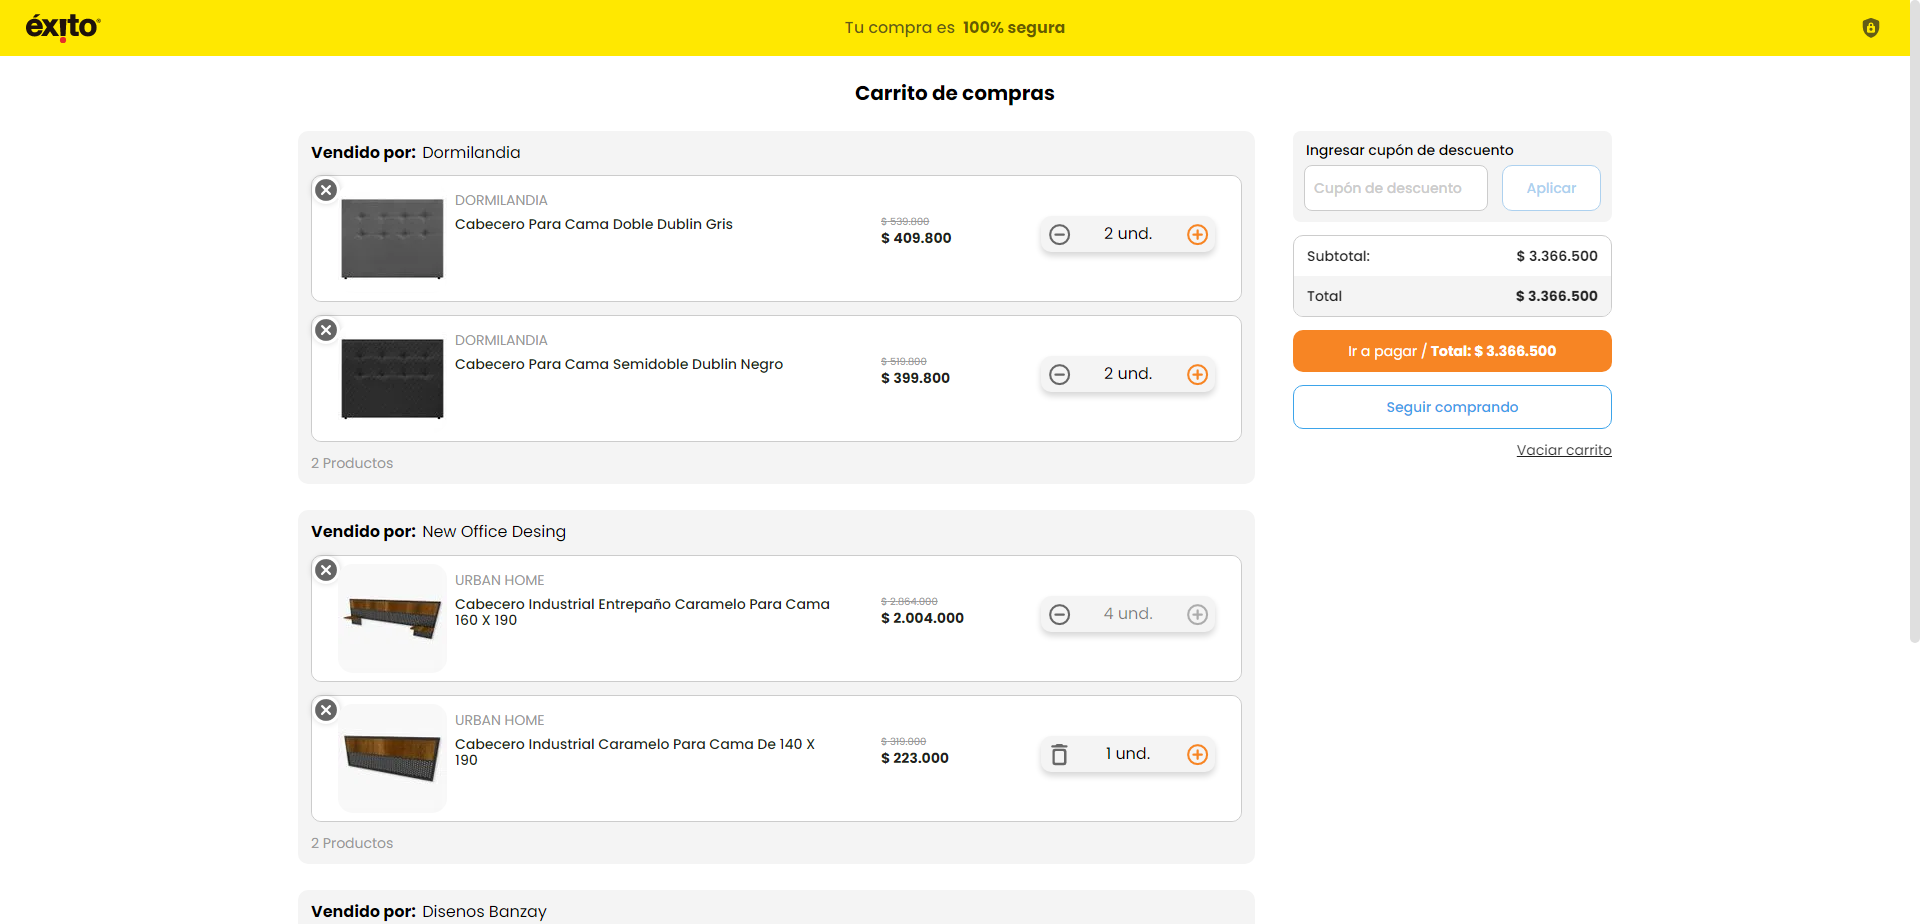 éxito
Tu compra es 100% segura
Carrito de compras
Vendido por: Dormilandia
DORMILANDIA
Cabecero Para Cama Doble Dublin Gris
$ 539.800
$ 409.800
2 und.
DORMILANDIA
Cabecero Para Cama Semidoble Dublin Negro
$ 519.800
$ 399.800
2 und.
2 Productos
Vendido por: New Office Desing
URBAN HOME
Cabecero Industrial Entrepaño Caramelo Para Cama
160 X 190
$ 2.864.000
$ 2.004.000
4 und.
URBAN HOME
Cabecero Industrial Caramelo Para Cama De 140 X
190
$ 319.000
$ 223.000
1 und.
2 Productos
Vendido por: Disenos Banzay
Ingresar cupón de descuento
Cupón de descuento
Aplicar
Subtotal: $ 3.366.500
Total $ 3.366.500
Ir a pagar / Total: $ 3.366.500
Seguir comprando
Vaciar carrito